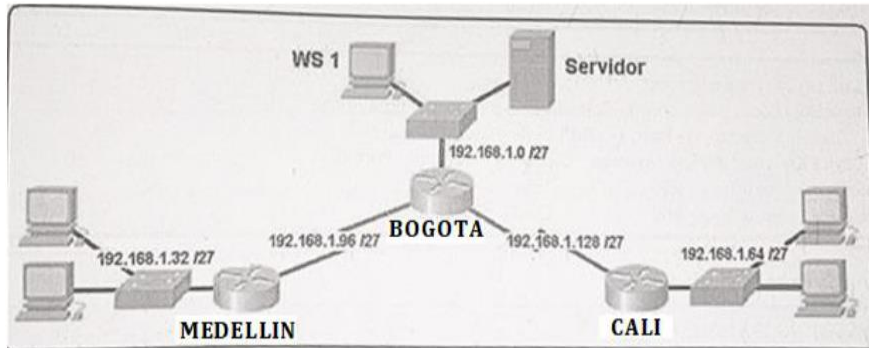 WS 1
Servidor
192.168.1.0 /27
BOGOTA
192.168.1.96 /27
192.168.1.128 /27
192.168.1.32 /27
192.168.1.64 /27
MEDELLIN
CALI